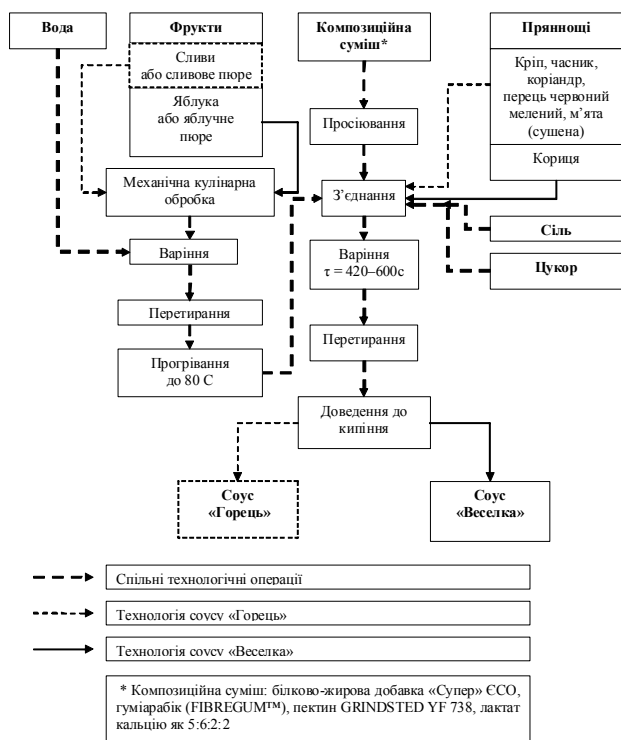 Вода
Фрукти
Сливи
або сливове пюре
Яблука
або яблучне
пюре
Композиційна
суміш*
Пряннощі
Кріп, часник,
коріандр,
перець червоний
мелений, м’ята
(сушена)
Кориця
Просіювання
Механічна кулінарна
обробка
З’єднання
Сіль
Цукор
Варіння
Варіння
τ = 420–600с
Перетирання
Перетирання
Прогрівання
до 80 С
Доведення до
кипіння
Соус
«Горець»
Соус
«Веселка»
Спільні технологічні операції
Технологія соусу «Горець»
Технологія соусу «Веселка»
* Композиційна суміш: білково-жирова добавка «Супер» ЄСО,
гуміарабік (FIBREGUM™), пектин GRINDSTED YF 738, лактат
кальцію як 5:6:2:2